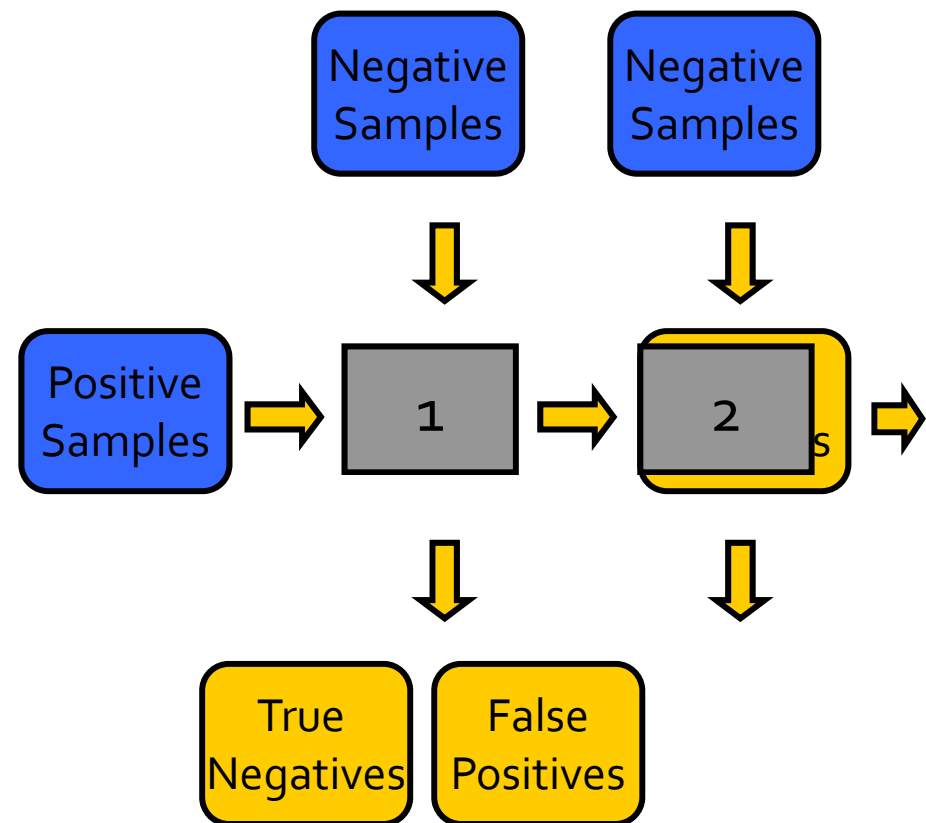 Negative
Samples
Negative
Samples
Positive
Samples
1
2
s
True
Negatives
False
Positives